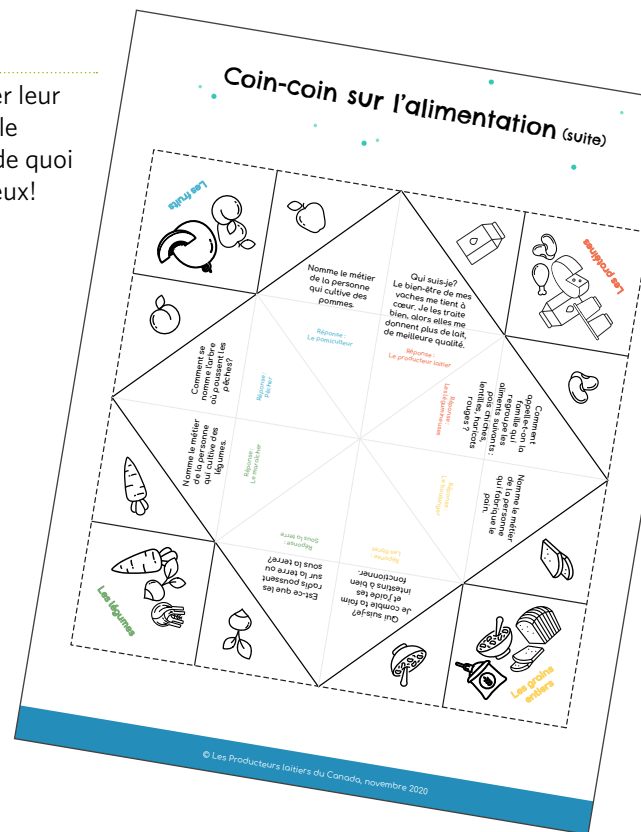 er leur
le
de quoi
eux!
Coin-coin sur l'alimentation (suite)
Les fruits
Nomme le métier
de la personne
qui cultive des
pommes.
Réponse :
Le pomiculteur
Qui suis-je?
Le bien-être de mes
vaches me tient à
cœur. Je les traite
bien, alors elles me
donnent plus de lait,
de meilleure qualité.
Réponse :
Le producteur laitier
Les protéines
Comment se
nomme l'arbre
où poussent les
pêches?
Réponse :
Pêcher
Comment
appelle-t-on la
famille qui
regroupe les
aliments suivants :
pois chiches,
lentilles, haricots
rouges ?
Réponse :
Les légumineuses
Nomme le métier
de la personne
qui cultive des
légumes.
Réponse :
Le maraîcher
Nomme le métier
de la personne
qui fabrique le
pain.
Réponse :
Le boulanger
Les légumes
Est-ce que les
radis poussent
sur la terre ou
sous la terre?
Réponse :
Sous la terre
Qui suis-je?
Je comble ta faim
et j'aide tes
intestins à bien
fonctionner.
Réponse :
Les fibres
Les grains
entiers
© Les Producteurs laitiers du Canada, novembre 2020